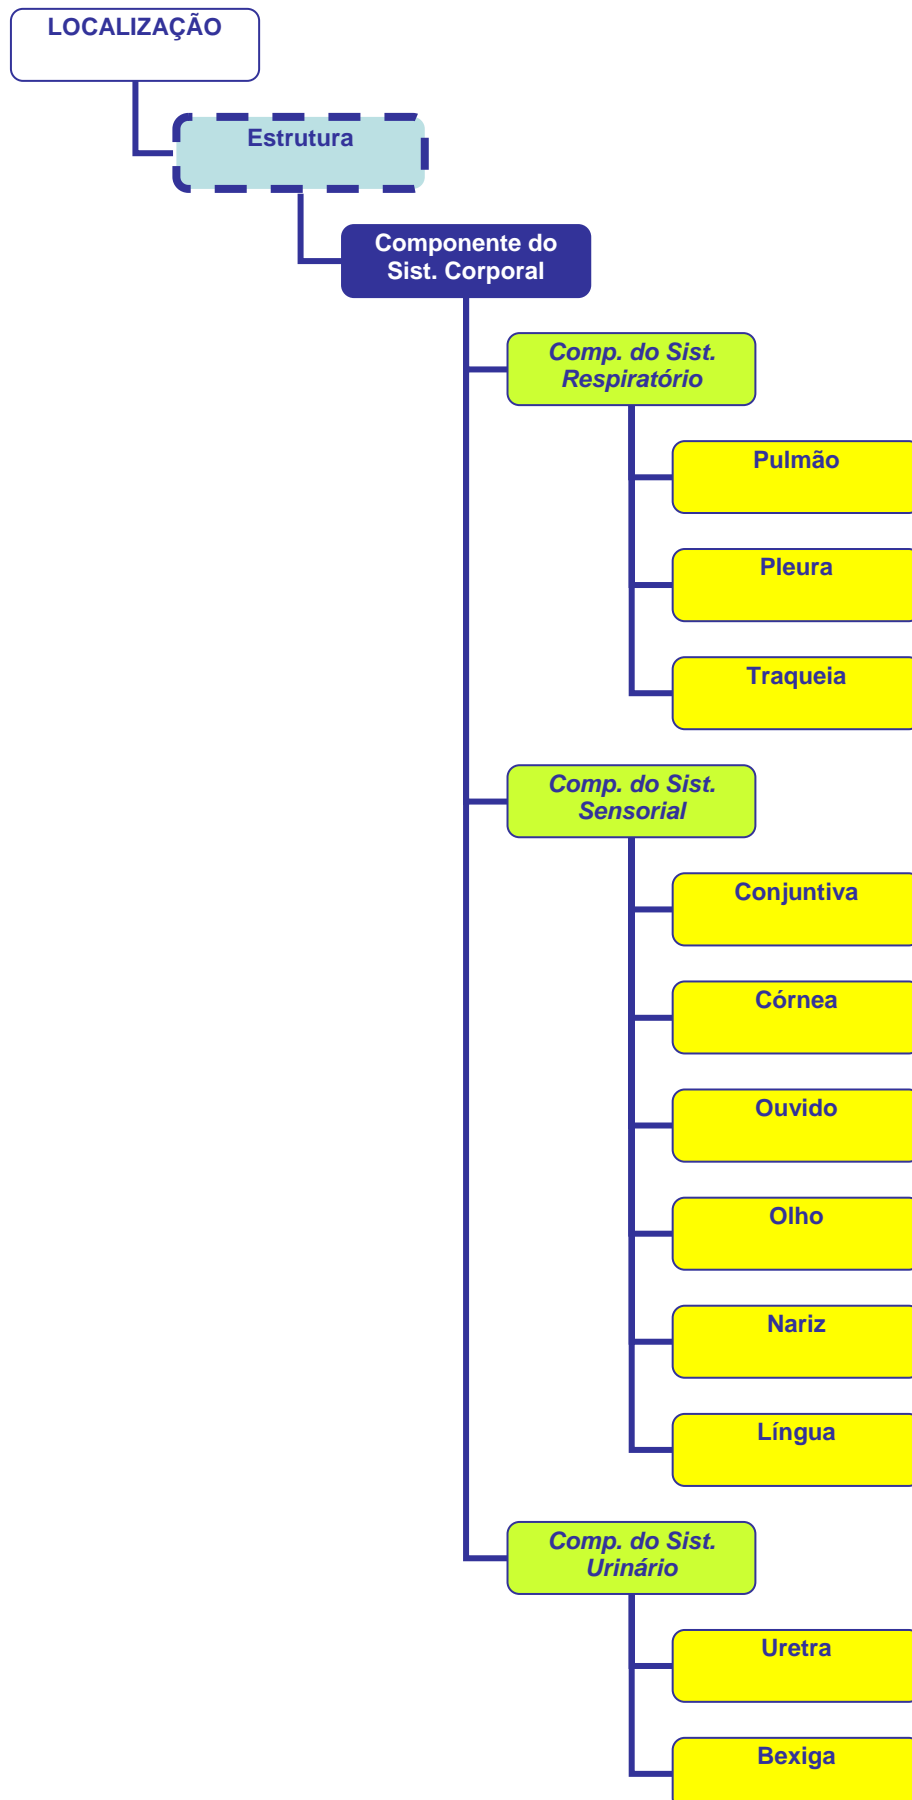 LOCALIZAÇÃO
Estrutura
Componente do
Sist. Corporal
Comp. do Sist.
Respiratório
Pulmão
Pleura
Traqueia
Comp. do Sist.
Sensorial
Conjuntiva
Córnea
Ouvido
Olho
Nariz
Língua
Comp. do Sist.
Urinário
Uretra
Bexiga